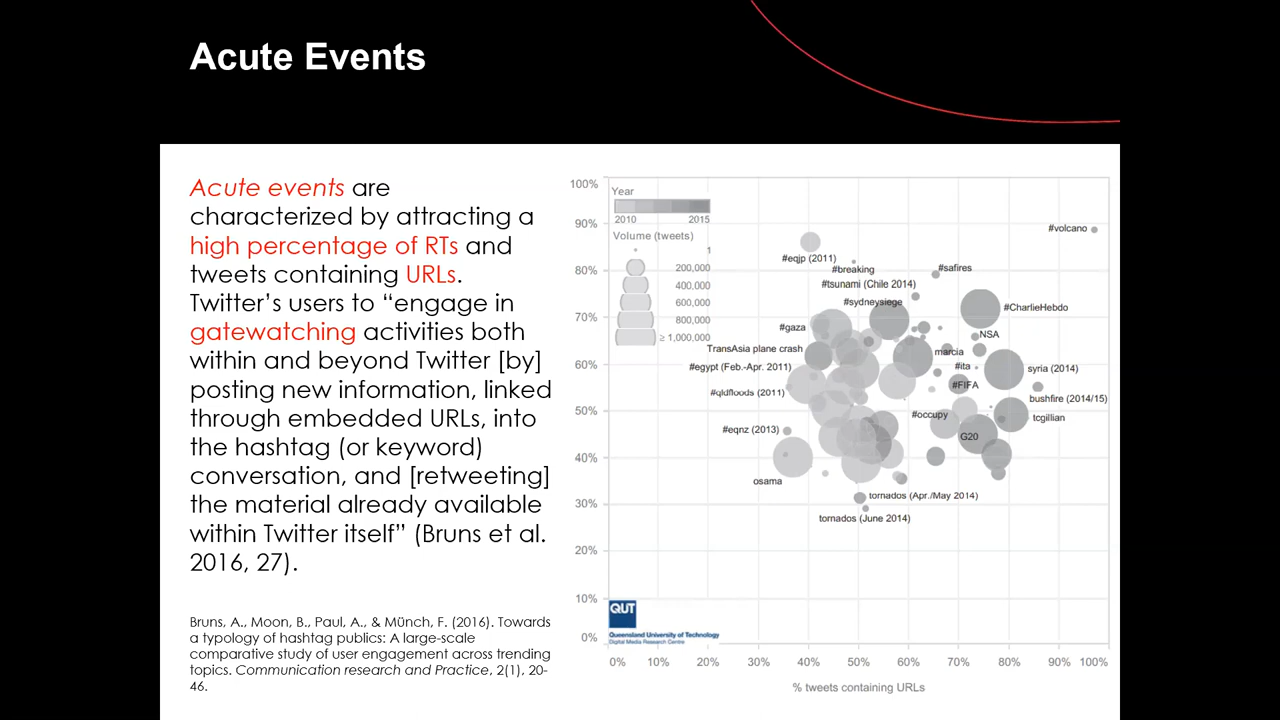 Acute Events
Acute events are
characterized by attracting a
high percentage of RTs and
tweets containing URLs.
Twitter’s users to “engage in
gatewatching activities both
within and beyond Twitter [by]
posting new information, linked
through embedded URLs, into
the hashtag (or keyword)
conversation, and [retweeting]
the material already available
within Twitter itself” (Bruns et al.
2016, 27).
Bruns, A., Moon, B., Paul, A., & Münch, F. (2016). Towards
a typology of hashtag publics: A large-scale
comparative study of user engagement across trending
topics. Communication research and Practice, 2(1), 20-
46.
100%
90%
80%
70%
60%
50%
40%
30%
20%
10%
0%
Year
2010 2015
Volume (tweets)
1
200,000
400,000
600,000
800,000
≥ 1,000,000
#volcano
#eqjp (2011)
#breaking
#safires
#tsunami (Chile 2014)
#sydneysiege
#CharlieHebdo
#gaza
NSA
TransAsia plane crash
marcia
#egypt (Feb.-Apr. 2011)
#ita
syria (2014)
#FIFA
#qldfloods (2011)
bushfire (2014/15)
#occupy
tcgillian
#eqnz (2013)
G20
osama
tornados (Apr./May 2014)
tornados (June 2014)
QUT
Queensland University of Technology
Digital Media Research Centre
0% 10% 20% 30% 40% 50% 60% 70% 80% 90% 100%
% tweets containing URLs